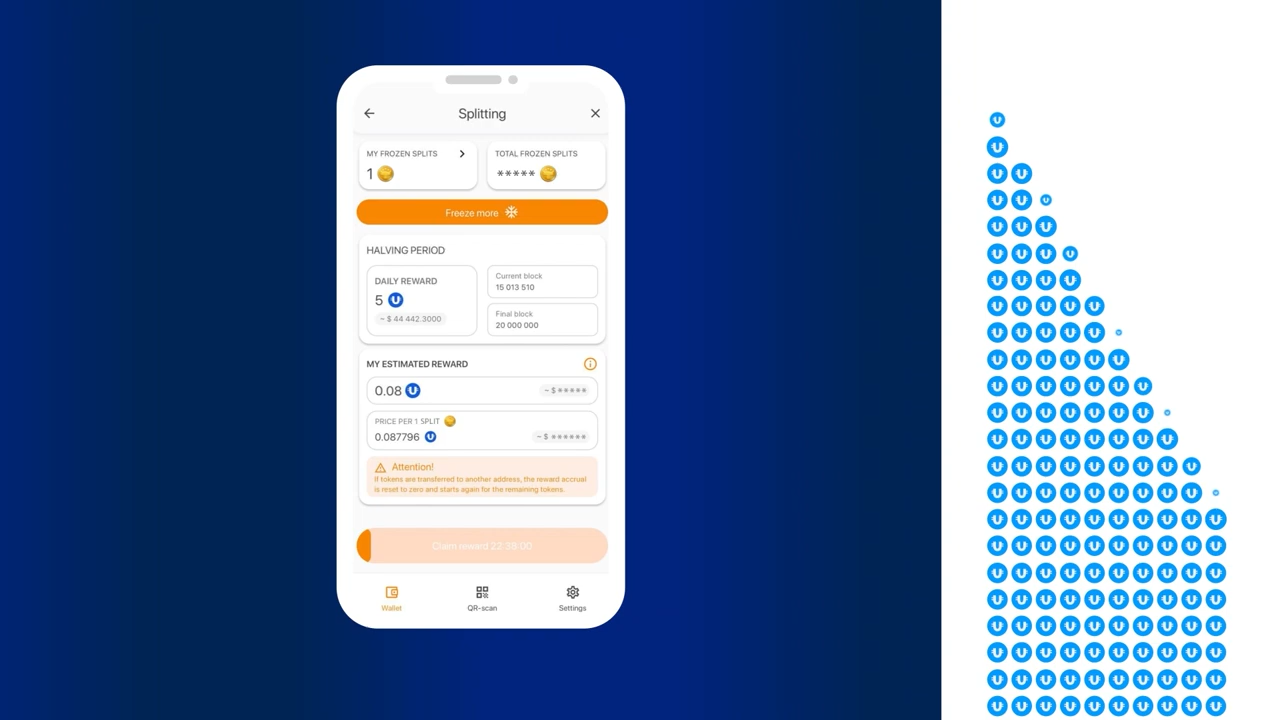 Splitting
MY FROZEN SPLITS
1
TOTAL FROZEN SPLITS
*****
Freeze more
HALVING PERIOD
DAILY REWARD
5
~ $ 44 442.3000
Current block
15 013 510
Final block
20 000 000
MY ESTIMATED REWARD
0.08
~ $ *****
PRICE PER 1 SPLIT
0.087796
~ $ ******
Attention!
If tokens are transferred to another address, the reward accrual
is reset to zero and starts again for the remaining tokens.
Claim reward 22:38:00
Wallet
QR-scan
Settings